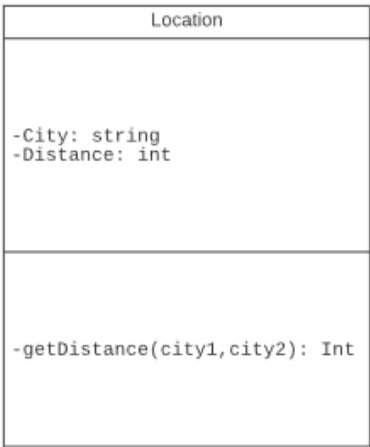 Location
-City: string
-Distance: int
-getDistance(city1,city2): Int